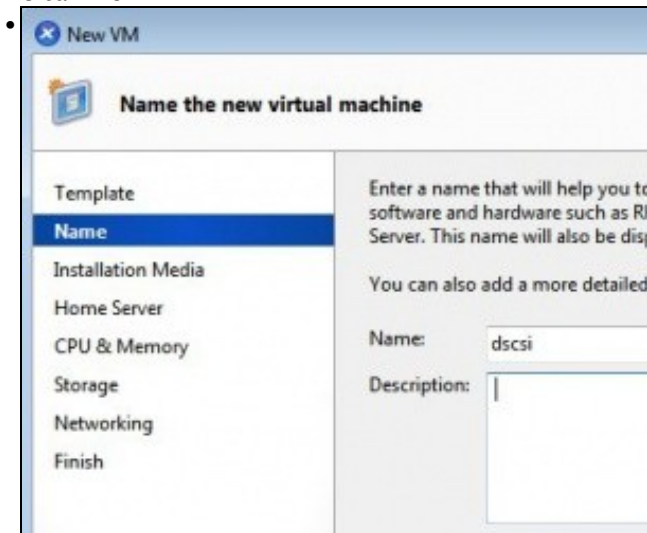 New VM
Name the new virtual machine
Template
Name
Installation Media
Home Server
CPU & Memory
Storage
Networking
Finish
Enter a name that will help you to
software and hardware such as
Server. This name will also be
You can also add a more detailed
Name: dscsi
Description: